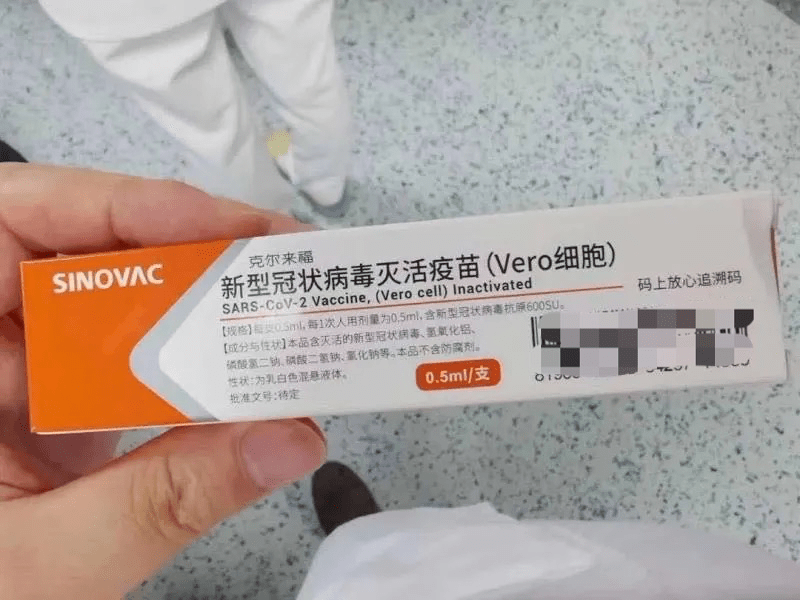 SINOVAC
克尔来福
新型冠状病毒灭活疫苗(Vero细胞)
SARS-CoV-2 Vaccine, (Vero cell) Inactivated
【规格】每支0.5ml,每1次人用剂量为0.5ml,含新型冠状病毒抗原600SU。
【成分与性状】本品含灭活的新型冠状病毒、氢氧化铝、
磷酸氢二钠、磷酸二氢钠、氯化钠等。本品不含防腐剂。
性状:为乳白色混悬液体。
批准文号:待定
0.5ml/支
码上放心追溯码